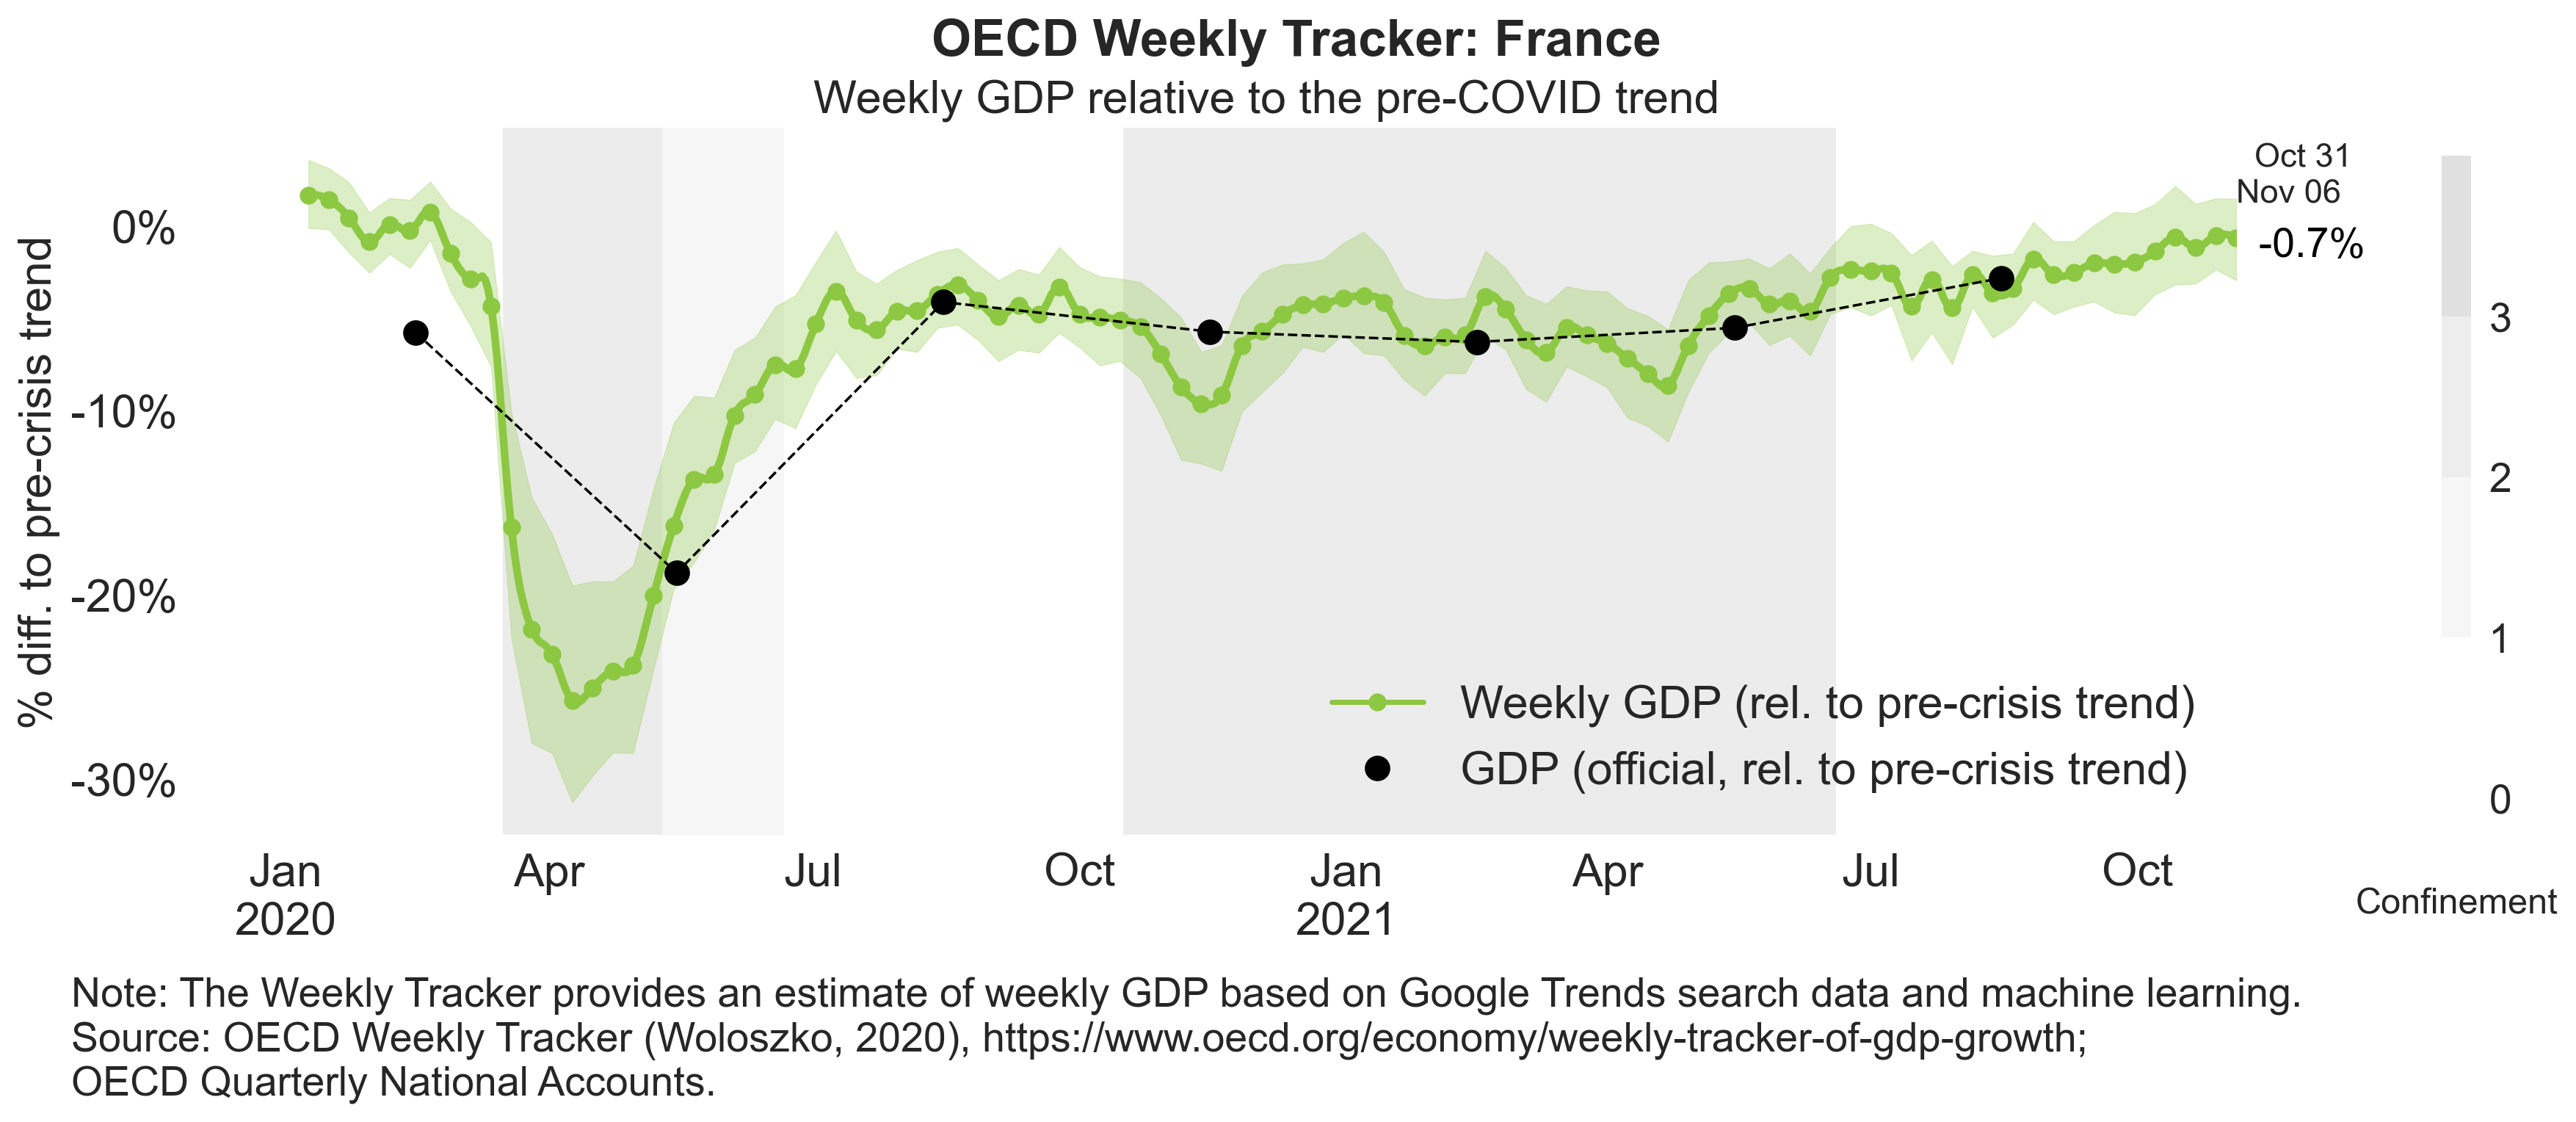 OECD Weekly Tracker: France
Weekly GDP relative to the pre-COVID trend
% diff. to pre-crisis trend
0%
-10%
-20%
-30%
Oct 31
Nov 06
-0.7%
3
2
1
0
Weekly GDP (rel. to pre-crisis trend)
GDP (official, rel. to pre-crisis trend)
Jan Apr Jul Oct Jan Apr Jul Oct
2020 2021
Confinement
Note: The Weekly Tracker provides an estimate of weekly GDP based on Google Trends search data and machine learning.
Source: OECD Weekly Tracker (Woloszko, 2020), https://www.oecd.org/economy/weekly-tracker-of-gdp-growth;
OECD Quarterly National Accounts.